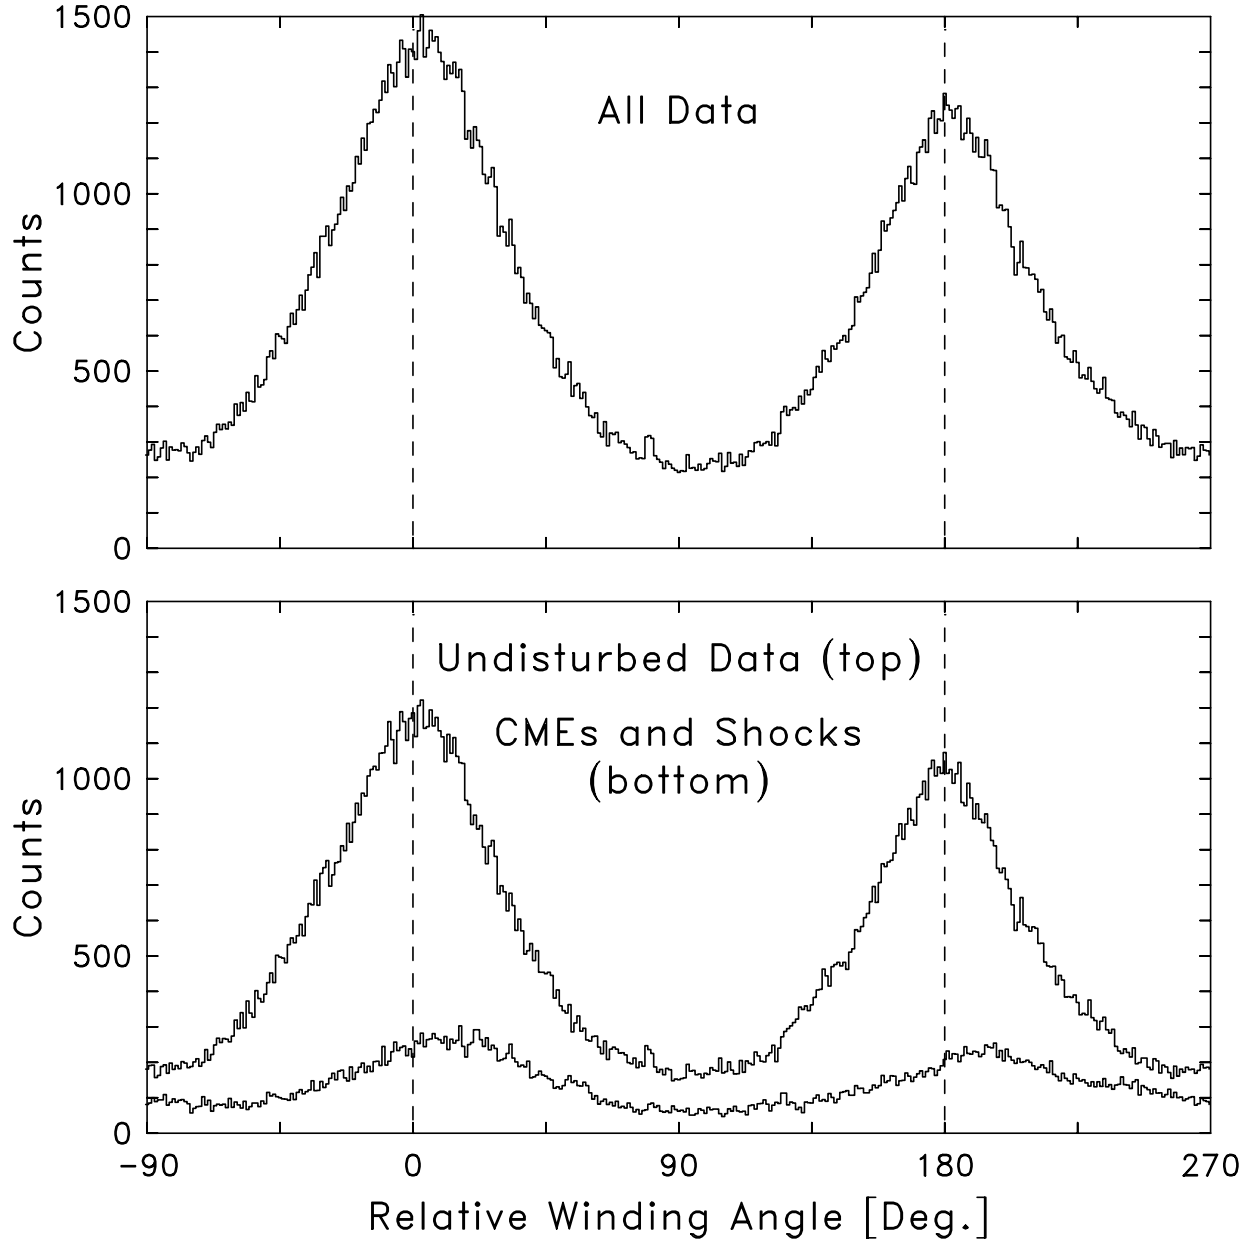 1500
All Data
1000
Counts
500
0
1500
Undisturbed Data (top)
CMEs and Shocks
(bottom)
1000
Counts
500
0
-90 0 90 180 270
Relative Winding Angle [Deg.]